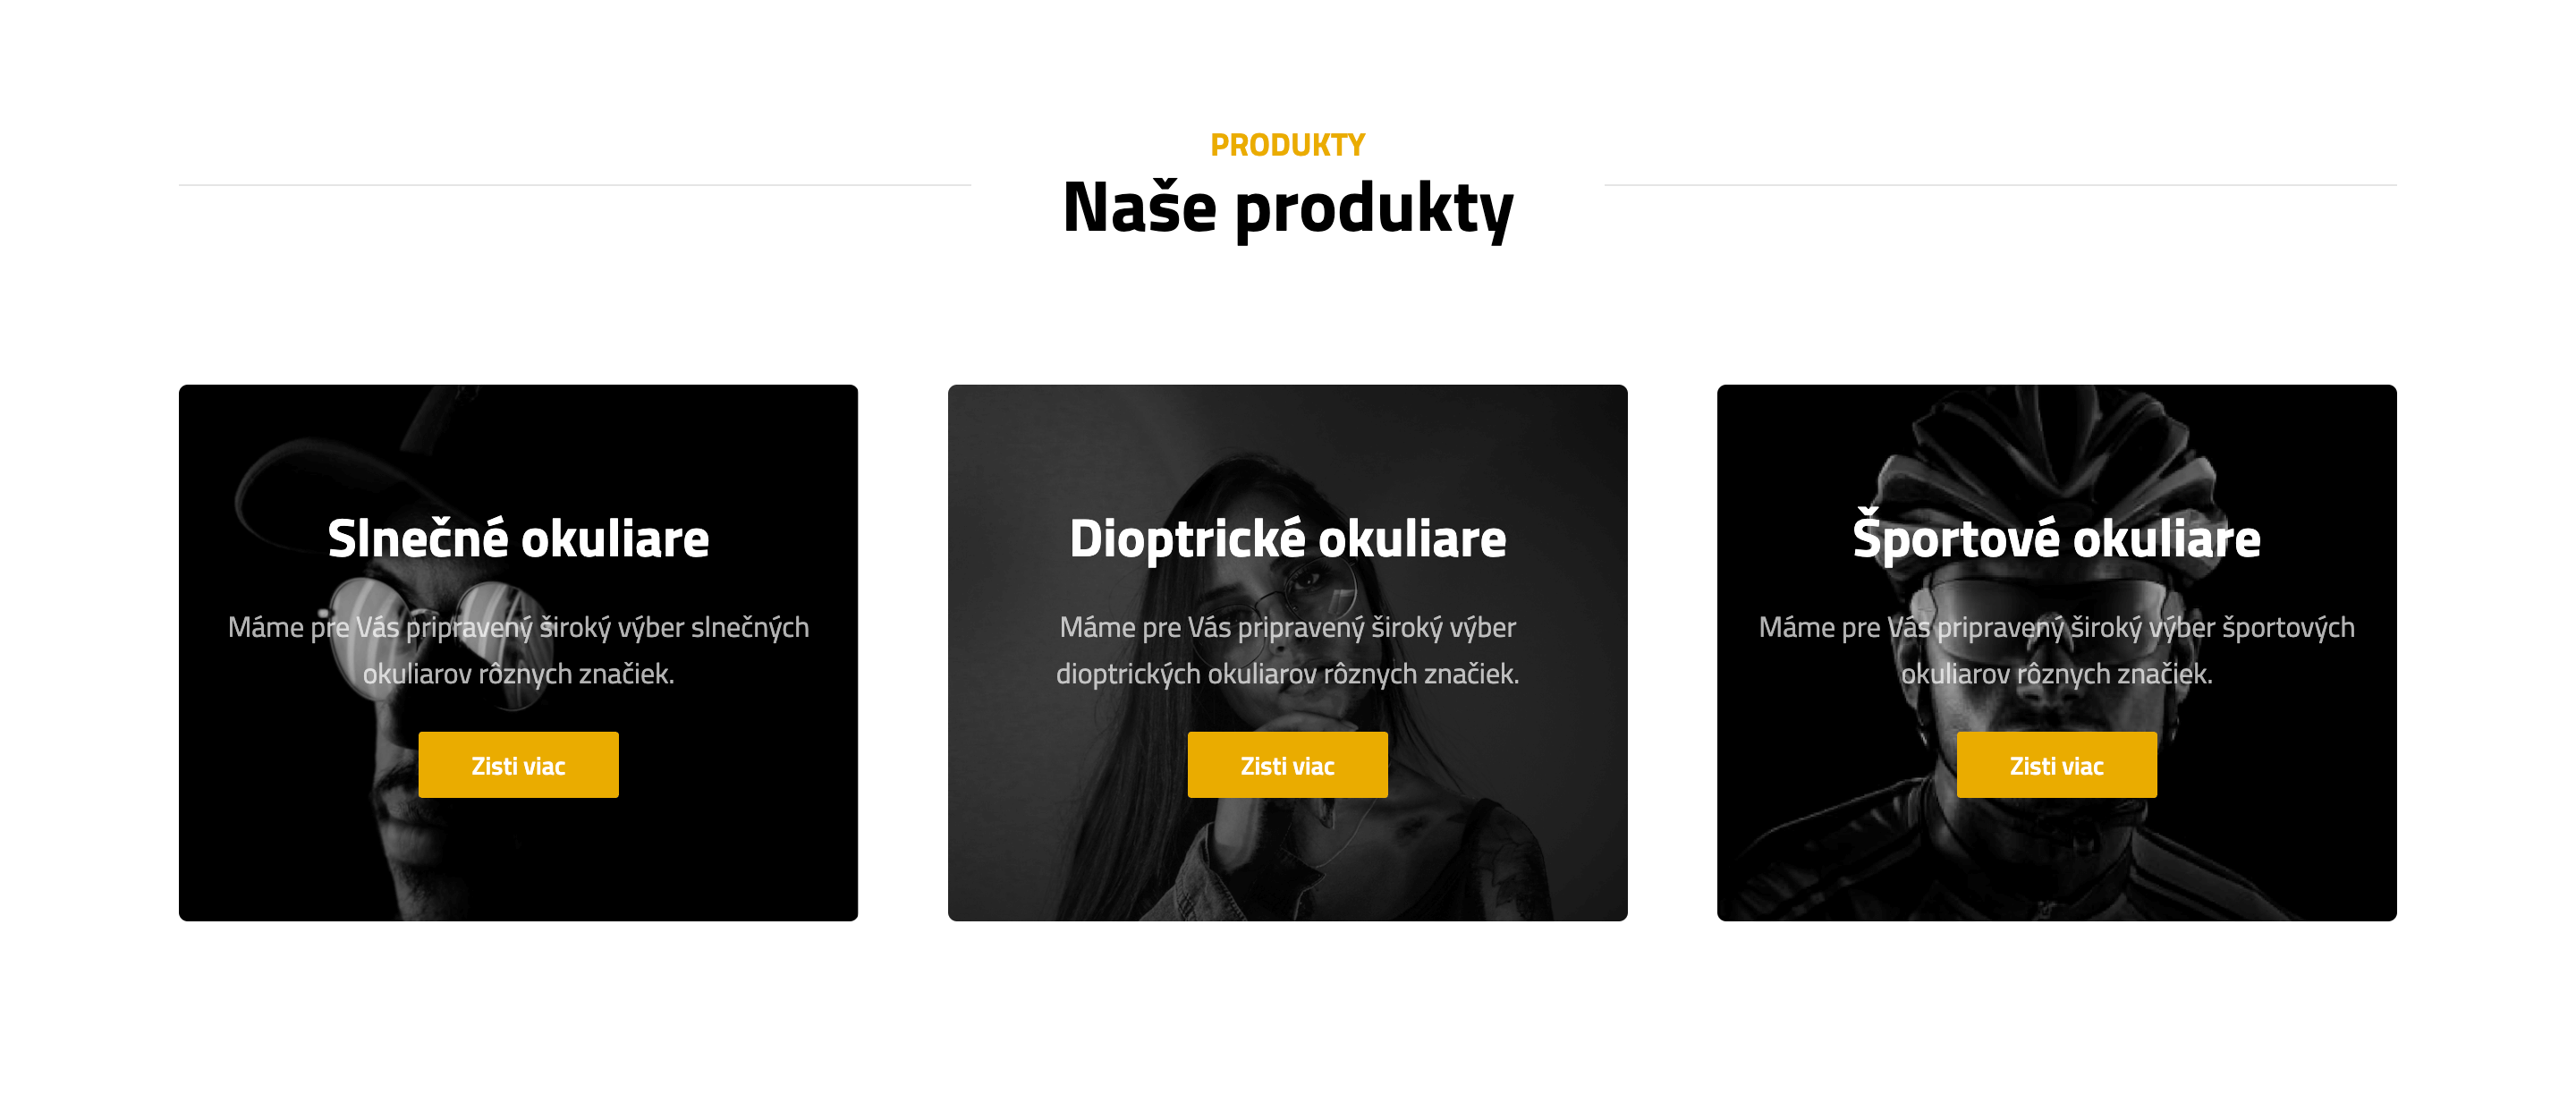 PRODUKTY
Naše produkty
Slnečné okuliare
Máme pre Vás pripravený široký výber slnečných
okuliarov rôznych značiek.
Zisti viac
Dioptrické okuliare
Máme pre Vás pripravený široký výber
dioptrických okuliarov rôznych značiek.
Zisti viac
Športové okuliare
Máme pre Vás pripravený široký výber športových
okuliarov rôznych značiek.
Zisti viac